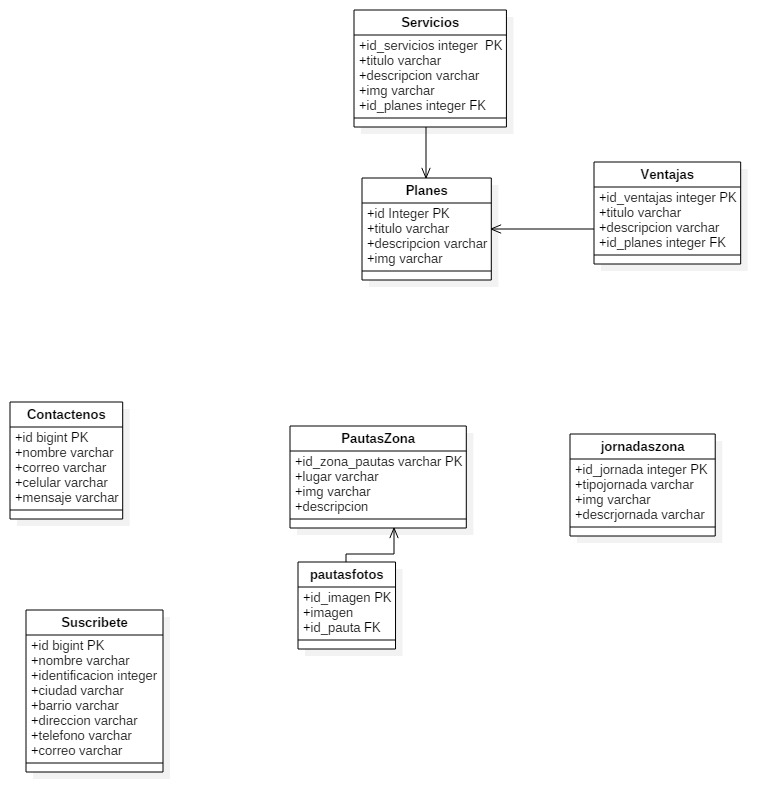 Servicios
+id_servicios integer  PK
+titulo varchar
+descripcion varchar
+img varchar
+id_planes integer FK
Planes
+id Integer PK
+titulo varchar
+descripcion varchar
+img varchar
Ventajas
+id_ventajas integer PK
+titulo varchar
+descripcion varchar
+id_planes integer FK
Contactenos
+id bigint PK
+nombre varchar
+correo varchar
+celular varchar
+mensaje varchar
PautasZona
+id_zona_pautas varchar PK
+lugar varchar
+img varchar
+descripcion
jornadaszona
+id_jornada integer PK
+tipojornada varchar
+img varchar
+descrjornada varchar
pautasfotos
+id_imagen PK
+imagen
+id_pauta FK
Suscribete
+id bigint PK
+nombre varchar
+identificacion integer
+ciudad varchar
+barrio varchar
+direccion varchar
+telefono varchar
+correo varchar